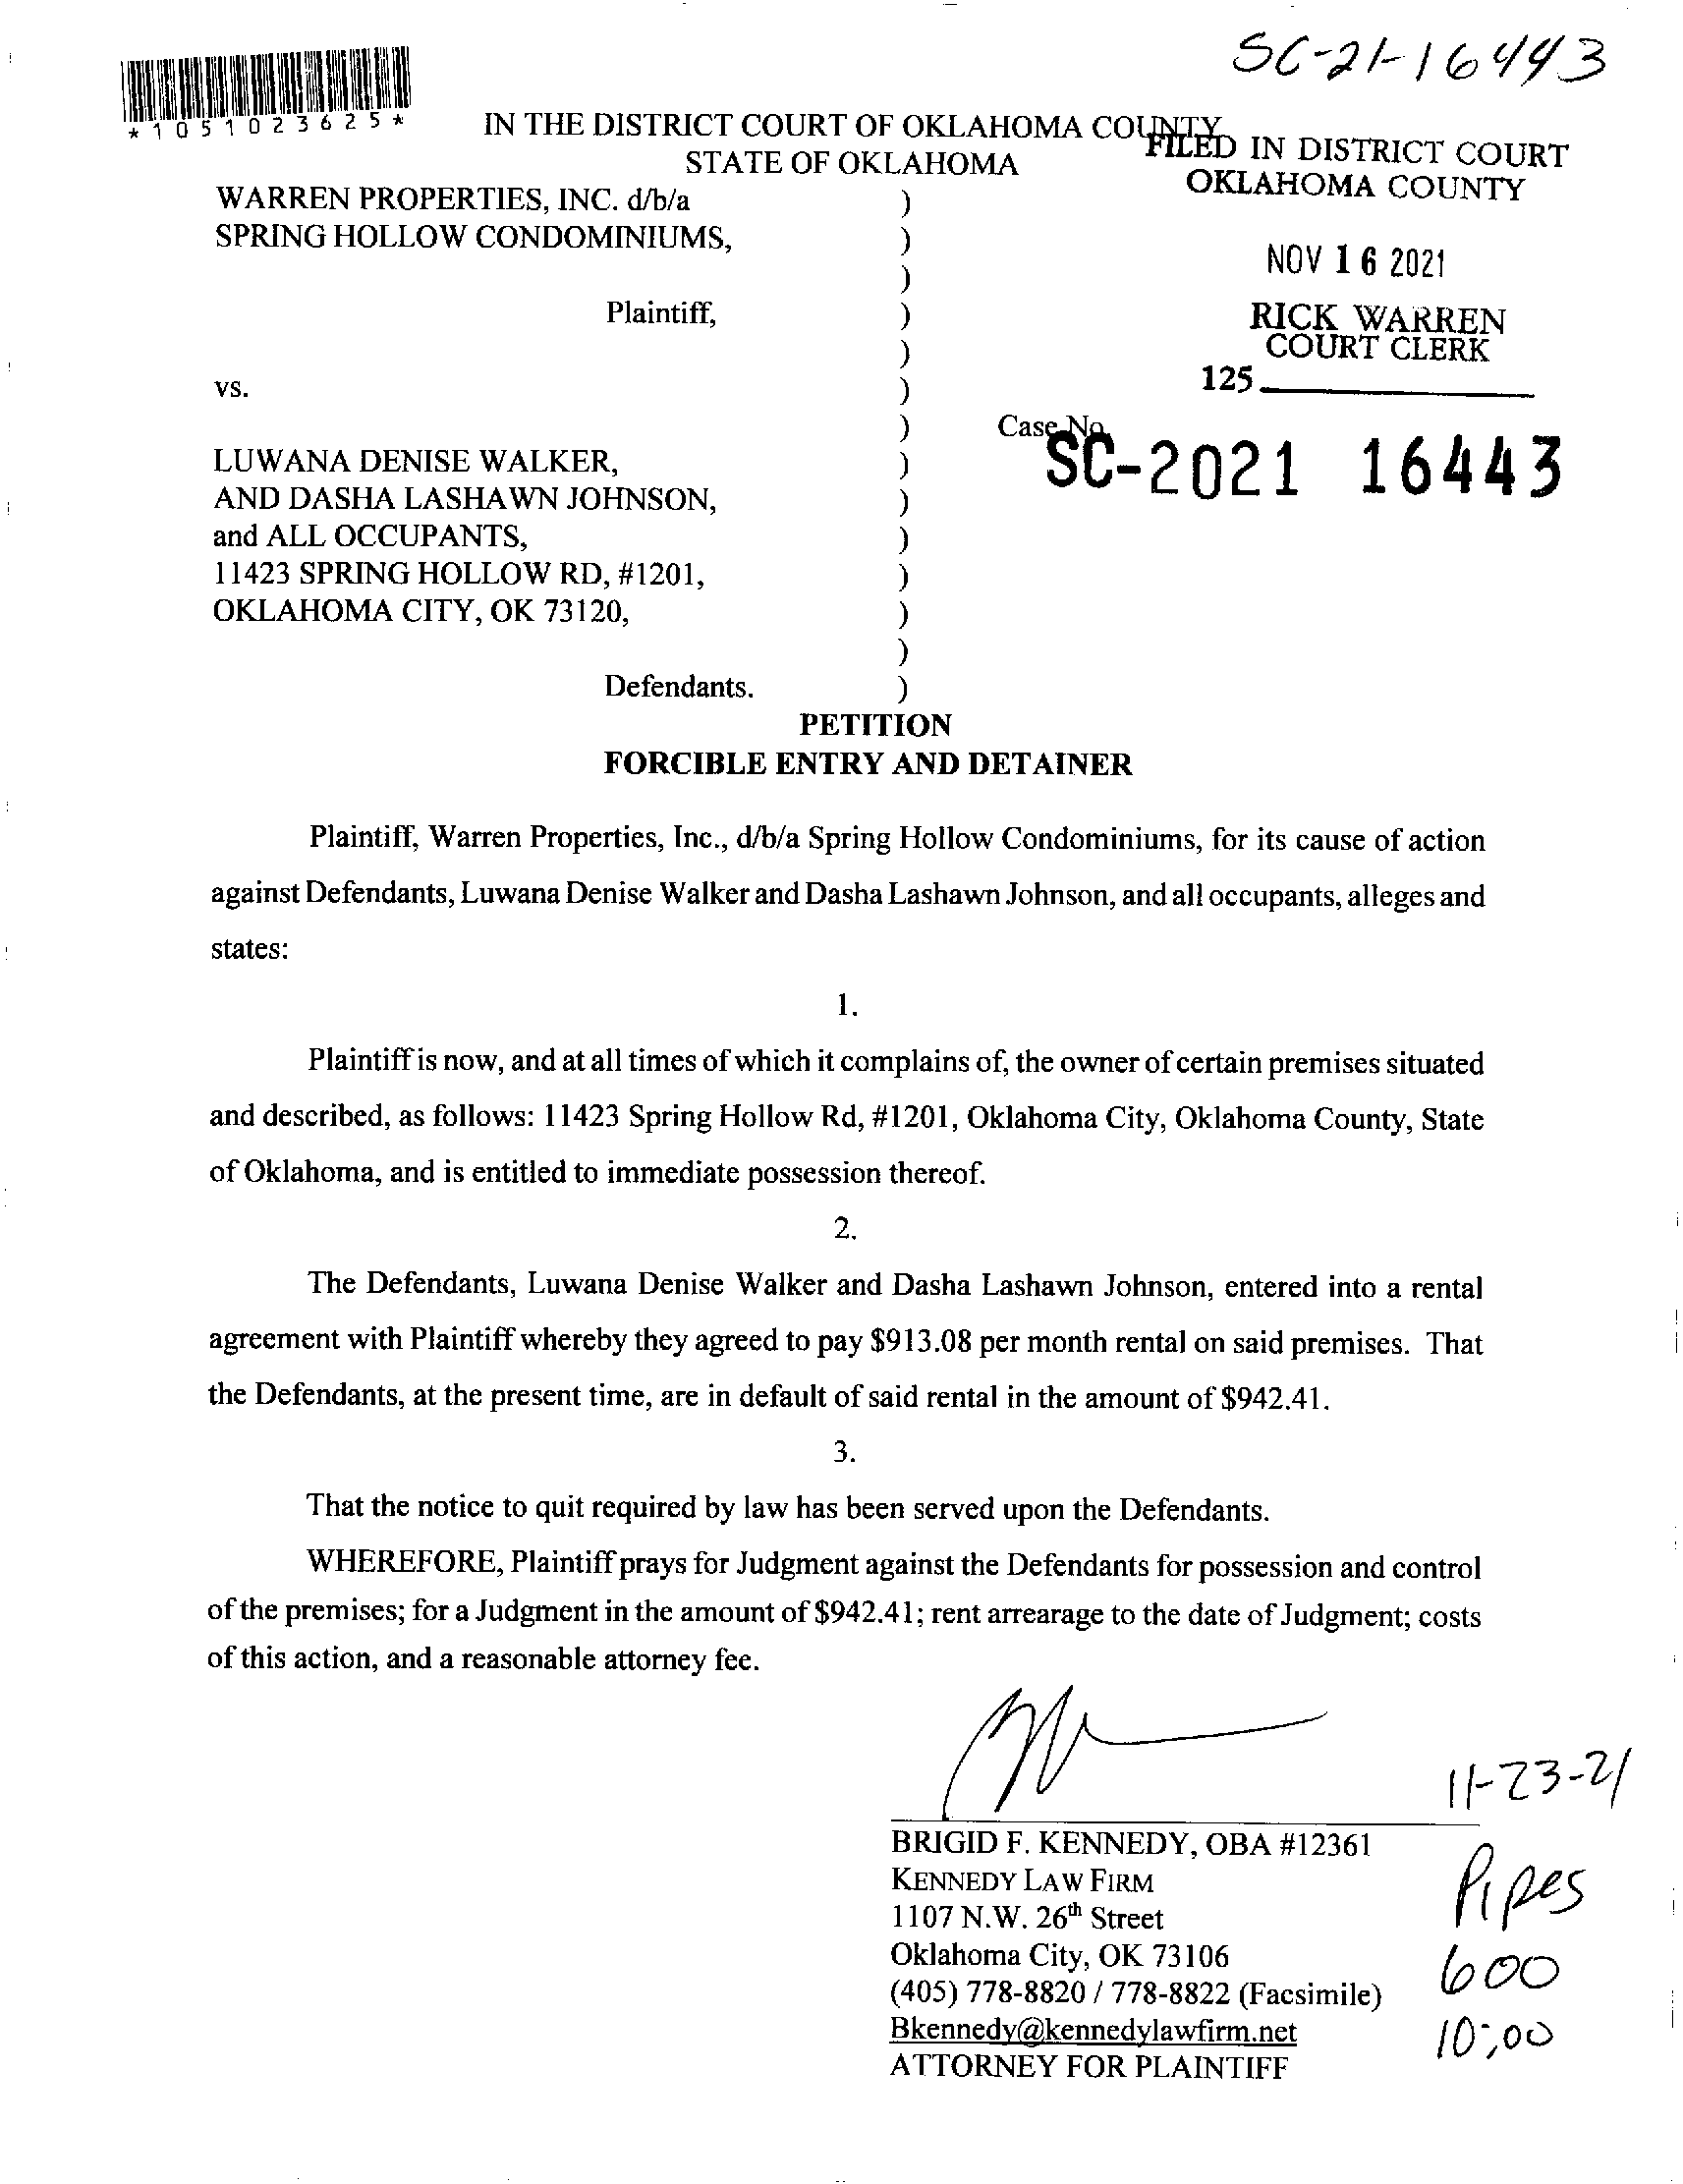 SC-21-16443
*1051023625*
IN THE DISTRICT COURT OF OKLAHOMA COUNTY
STATE OF OKLAHOMA
FILED IN DISTRICT COURT
OKLAHOMA COUNTY
NOV 16 2021
RICK WARREN
COURT CLERK
125
WARREN PROPERTIES, INC. d/b/a )
SPRING HOLLOW CONDOMINIUMS, )
)
Plaintiff, )
)
vs. )
)
LUWANA DENISE WALKER, )
AND DASHA LASHAWN JOHNSON, )
and ALL OCCUPANTS, )
11423 SPRING HOLLOW RD, #1201, )
OKLAHOMA CITY, OK 73120, )
)
Defendants. )
Case No.
SC-2021 16443
PETITION
FORCIBLE ENTRY AND DETAINER
Plaintiff, Warren Properties, Inc., d/b/a Spring Hollow Condominiums, for its cause of action
against Defendants, Luwana Denise Walker and Dasha Lashawn Johnson, and all occupants, alleges and
states:
1.
Plaintiff is now, and at all times of which it complains of, the owner of certain premises situated
and described, as follows: 11423 Spring Hollow Rd, #1201, Oklahoma City, Oklahoma County, State
of Oklahoma, and is entitled to immediate possession thereof.
2.
The Defendants, Luwana Denise Walker and Dasha Lashawn Johnson, entered into a rental
agreement with Plaintiff whereby they agreed to pay $913.08 per month rental on said premises. That
the Defendants, at the present time, are in default of said rental in the amount of $942.41.
3.
That the notice to quit required by law has been served upon the Defendants.
WHEREFORE, Plaintiff prays for Judgment against the Defendants for possession and control
of the premises; for a Judgment in the amount of $942.41; rent arrearage to the date of Judgment; costs
of this action, and a reasonable attorney fee.
BRIGID F. KENNEDY, OBA #12361
KENNEDY LAW FIRM
1107 N.W. 26th Street
Oklahoma City, OK 73106
(405) 778-8820 / 778-8822 (Facsimile)
Bkennedy@kennedylawfirm.net
ATTORNEY FOR PLAINTIFF
11-23-21
Pipes
600
10:00